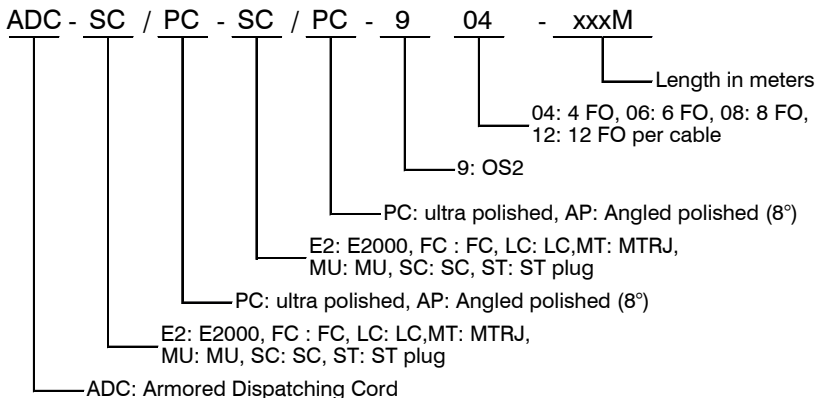 ADC - SC / PC - SC / PC - 9 04 - xxxM
Length in meters
04: 4 FO, 06: 6 FO, 08: 8 FO,
12: 12 FO per cable
9: OS2
PC: ultra polished, AP: Angled polished (8°)
E2: E2000, FC : FC, LC: LC,MT: MTRJ,
MU: MU, SC: SC, ST: ST plug
PC: ultra polished, AP: Angled polished (8°)
E2: E2000, FC : FC, LC: LC,MT: MTRJ,
MU: MU, SC: SC, ST: ST plug
ADC: Armored Dispatching Cord